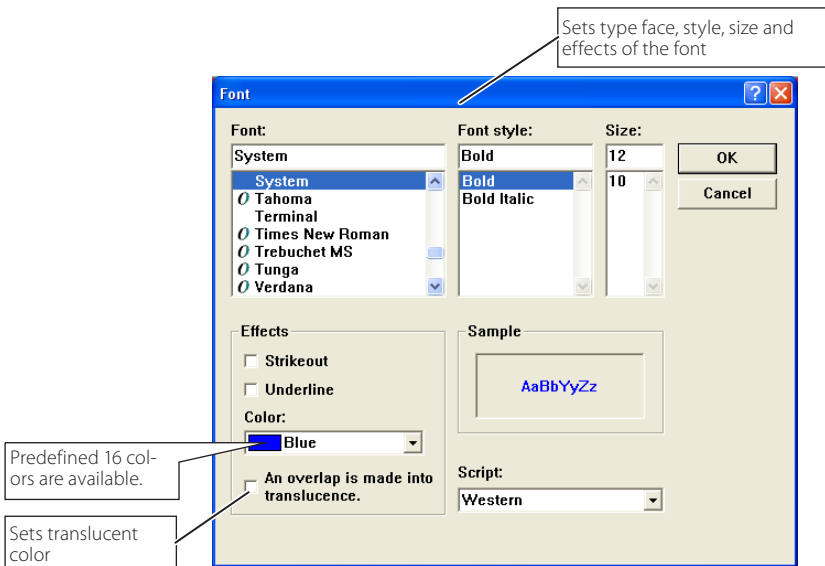 Sets type face, style, size and
effects of the font
Font
Font:
Font style:
Size:
System
Bold
12
OK
System
Bold
10
Cancel
O Tahoma
Bold Italic
Terminal
O Times New Roman
O Trebuchet MS
O Tunga
O Verdana
Effects
Sample
Strikeout
Underline
AaBbYyZz
Color:
Blue
Predefined 16 col-
ors are available.
An overlap is made into
translucence.
Script:
Western
Sets translucent
color